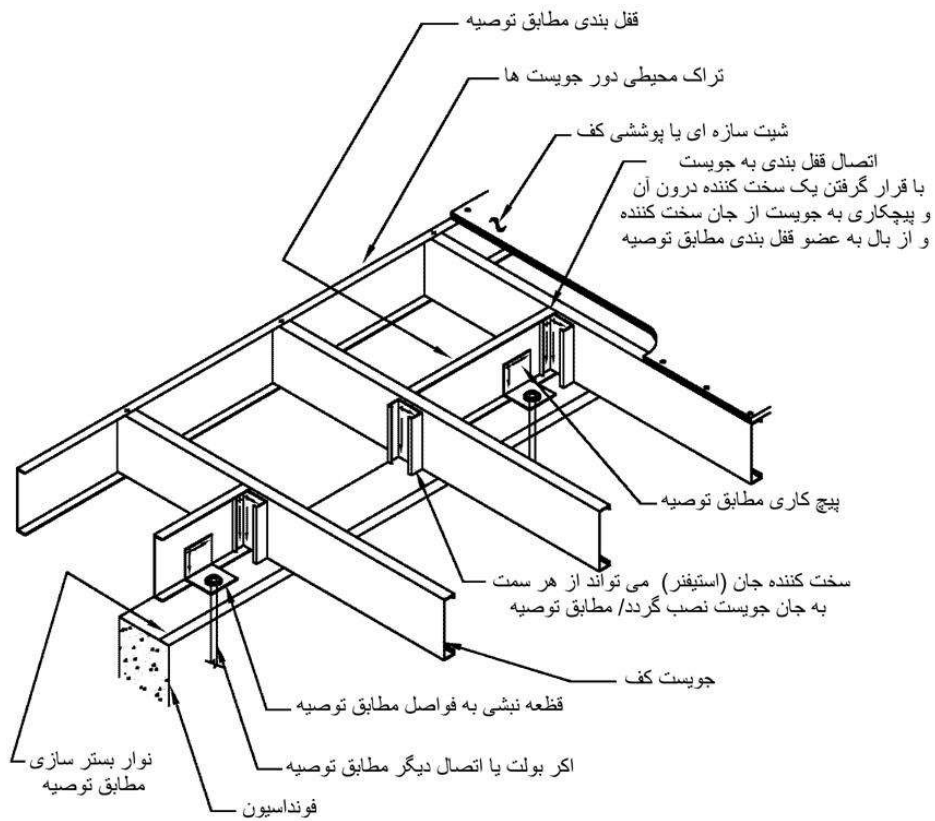 قفل بندی مطابق توصیه
تراک محیطی دور جویست ها
شیت سازه ای یا پوششی کف
اتصال قفل بندی به جویست
با قرار گرفتن یک سخت کننده درون آن
و پیچکاری به جویست از جان سخت کننده
و از بال به عضو قفل بندی مطابق توصیه
پیچ کاری مطابق توصیه
سخت کننده جان (استیفنر) می تواند از هر سمت
به جان جویست نصب گردد/ مطابق توصیه
جویست کف
قظعه نبشی به فواصل مطابق توصیه
نوار بستر سازی
مطابق توصیه
اکر بولت یا اتصال دیگر مطابق توصیه
فونداسیون